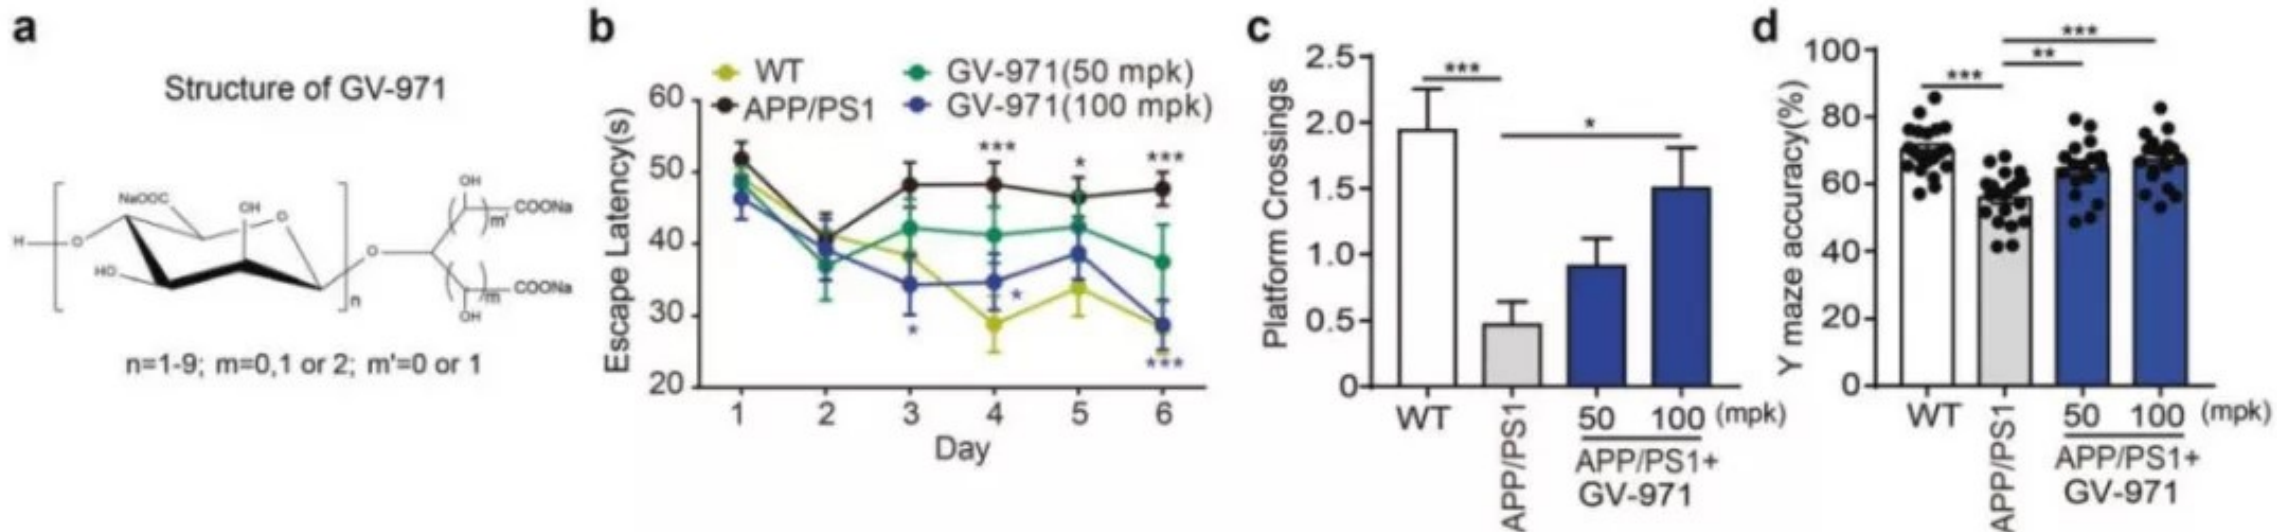 a
Structure of GV-971
NaOOC
OH
O
H
O
HO
n
O
OH
m'
COONa
m
COONa
OH
n=1-9; m=0,1 or 2; m'=0 or 1
b
WT
GV-971(50 mpk)
APP/PS1
GV-971(100 mpk)
Escape Latency(s)
60
50
40
30
20
***
*
***
*
*
***
1 2 3 4 5 6
Day
c
Platform Crossings
2.5
2.0
1.5
1.0
0.5
0
***
*
WT
APP/PS1
50 100 (mpk)
APP/PS1+
GV-971
d
Y maze accuracy(%)
100
80
60
40
20
0
***
**
***
WT
APP/PS1
50 100 (mpk)
APP/PS1+
GV-971